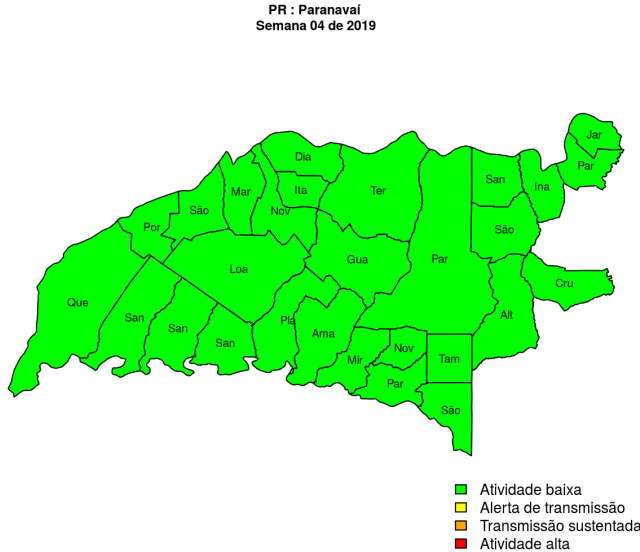 PR : Paranavaí
Semana 04 de 2019
Jar
Par
Dia
San
Ina
Ita
Mar
Ter
São
Nov
Por
São
Par
Guá
Loa
Cru
Que
San
Alt
San
Pla
Ama
San
Nov
Mir
Tam
Par
São
Atividade baixa
Alerta de transmissão
Transmissão sustentada
Atividade alta